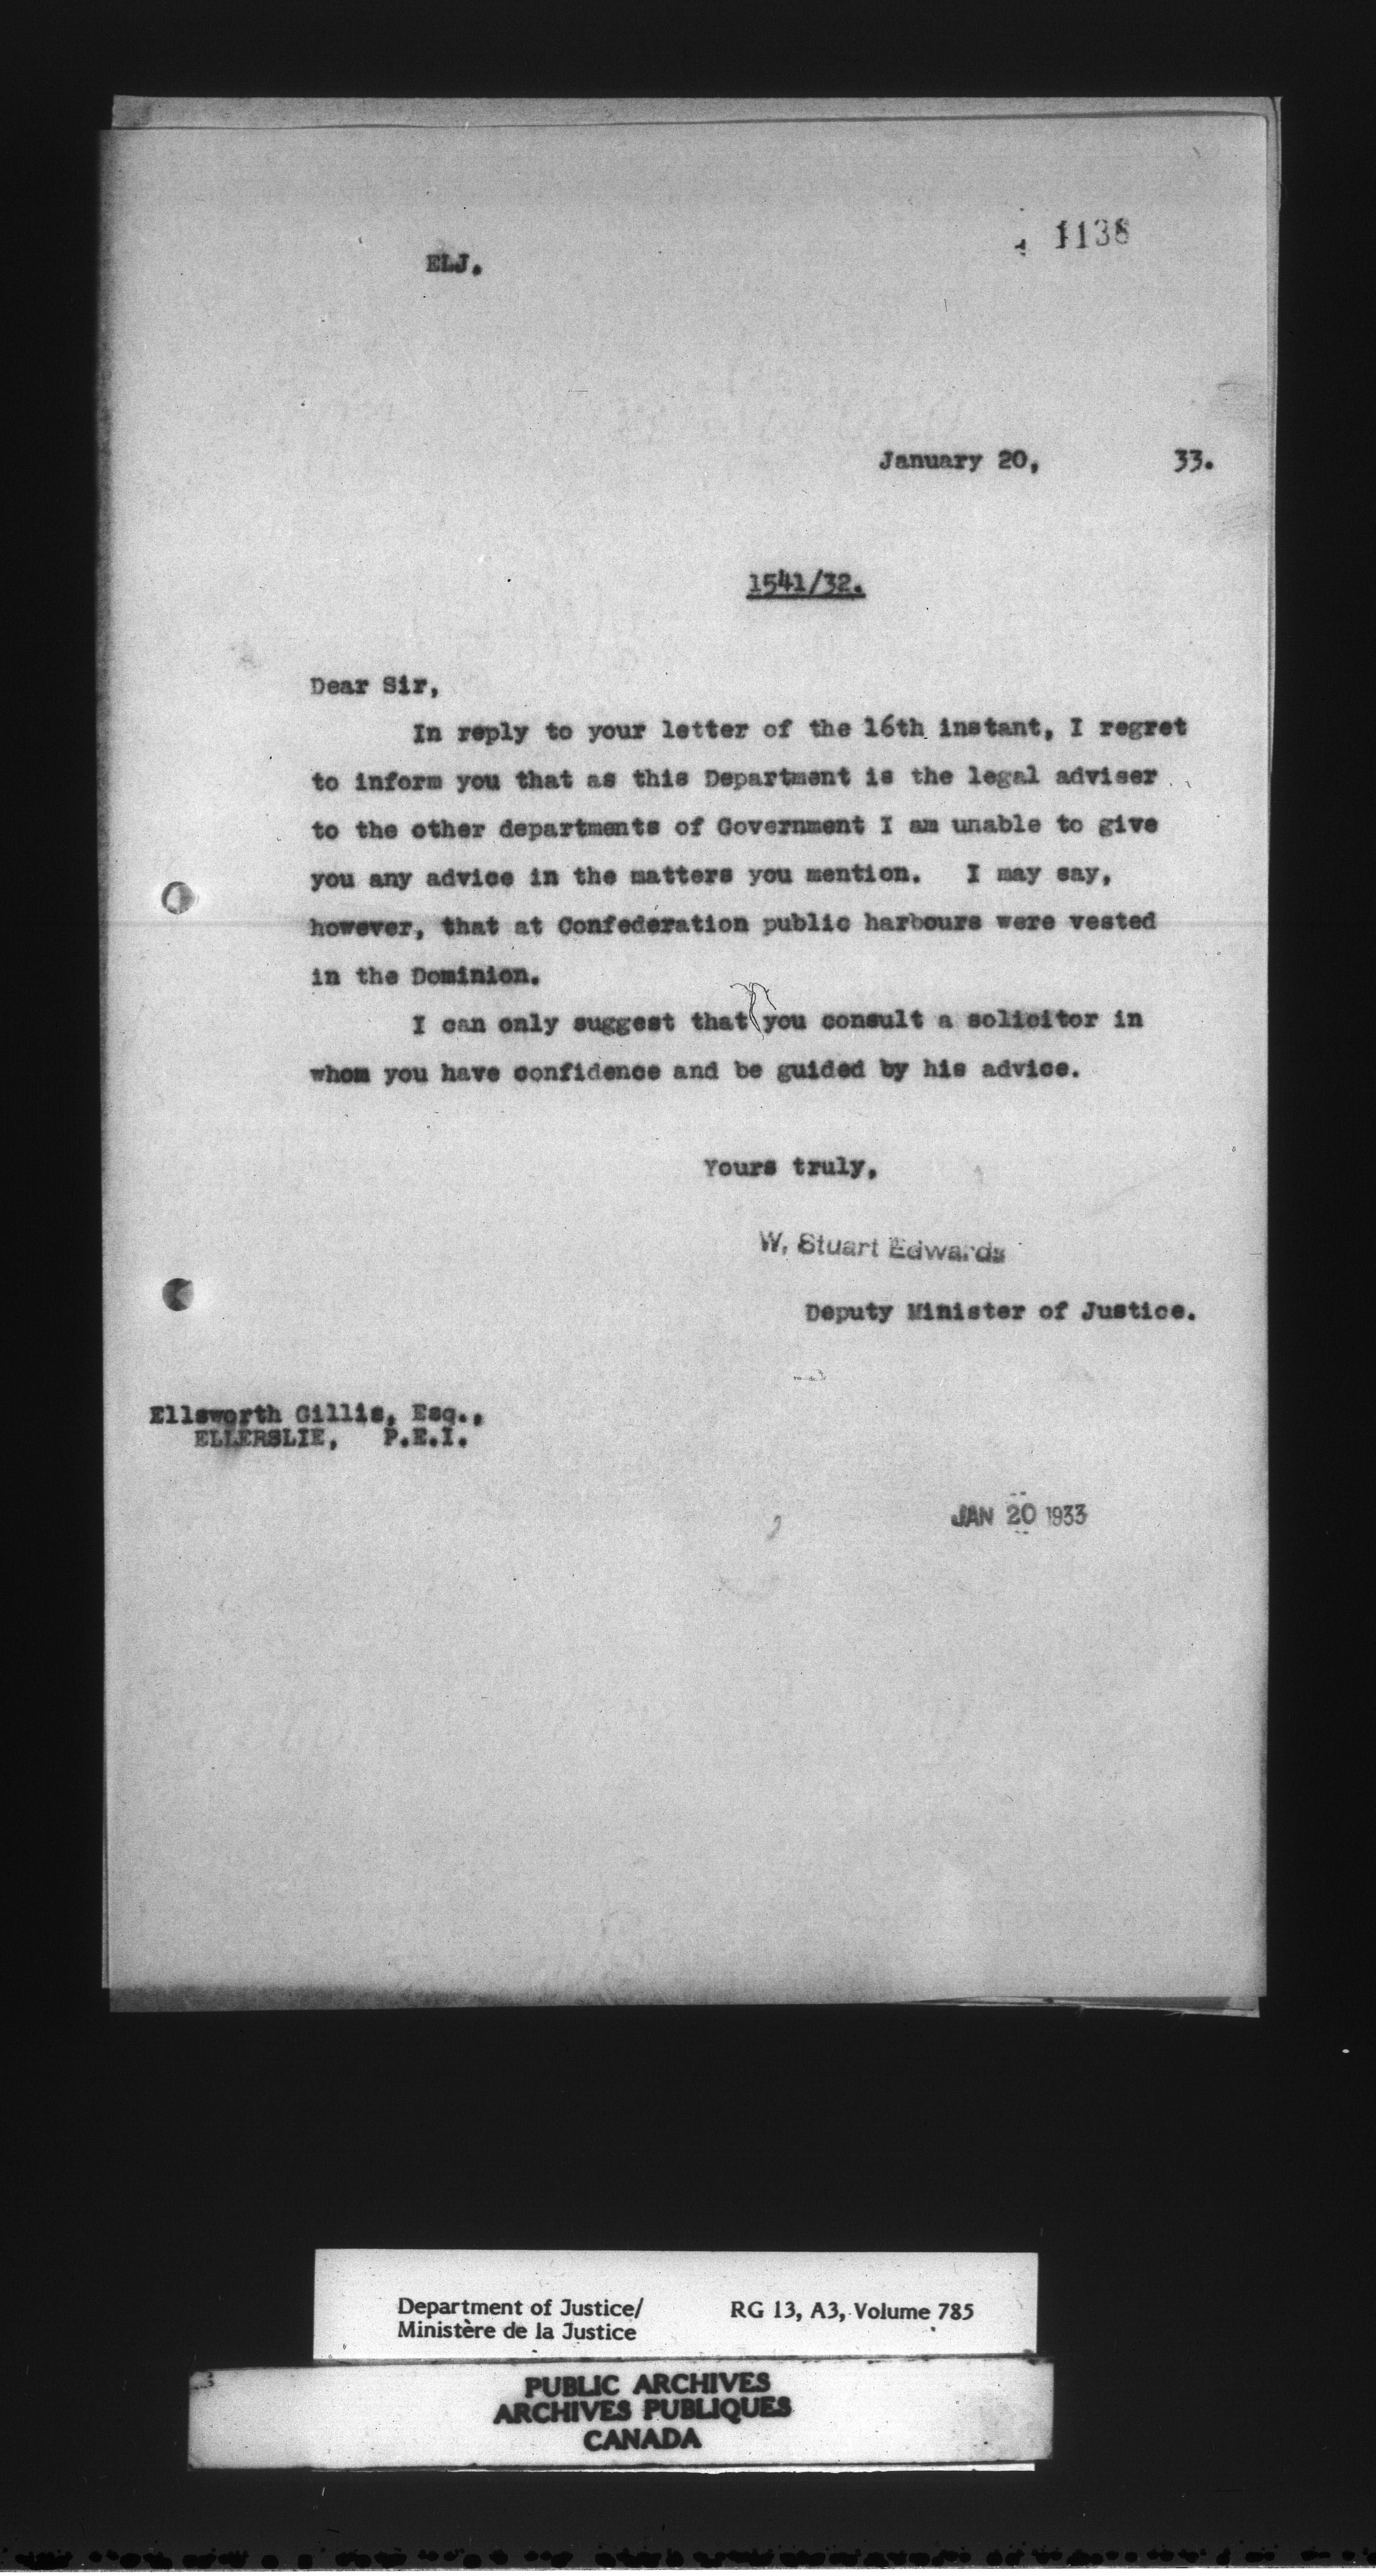 1138
ELJ.
January 20, 33.
1541/32.
Dear Sir,
In reply to your letter of the 16th instant, I regret
to inform you that as this Department is the legal adviser
to the other departments of Government I am unable to give
you any advice in the matters you mention. I may say,
however, that at Confederation public harbours were vested
in the Dominion.
I can only suggest that you consult a solicitor in
whom you have confidence and be guided by his advice.
Yours truly,
W. Stuart Edwards
Deputy Minister of Justice.
Ellsworth Gillis, Esq.,
ELLERSLIE, P.E.I.
JAN 20 1933
Department of Justice/ RG 13, A3, Volume 785
Ministère de la Justice
PUBLIC ARCHIVES
ARCHIVES PUBLIQUES
CANADA